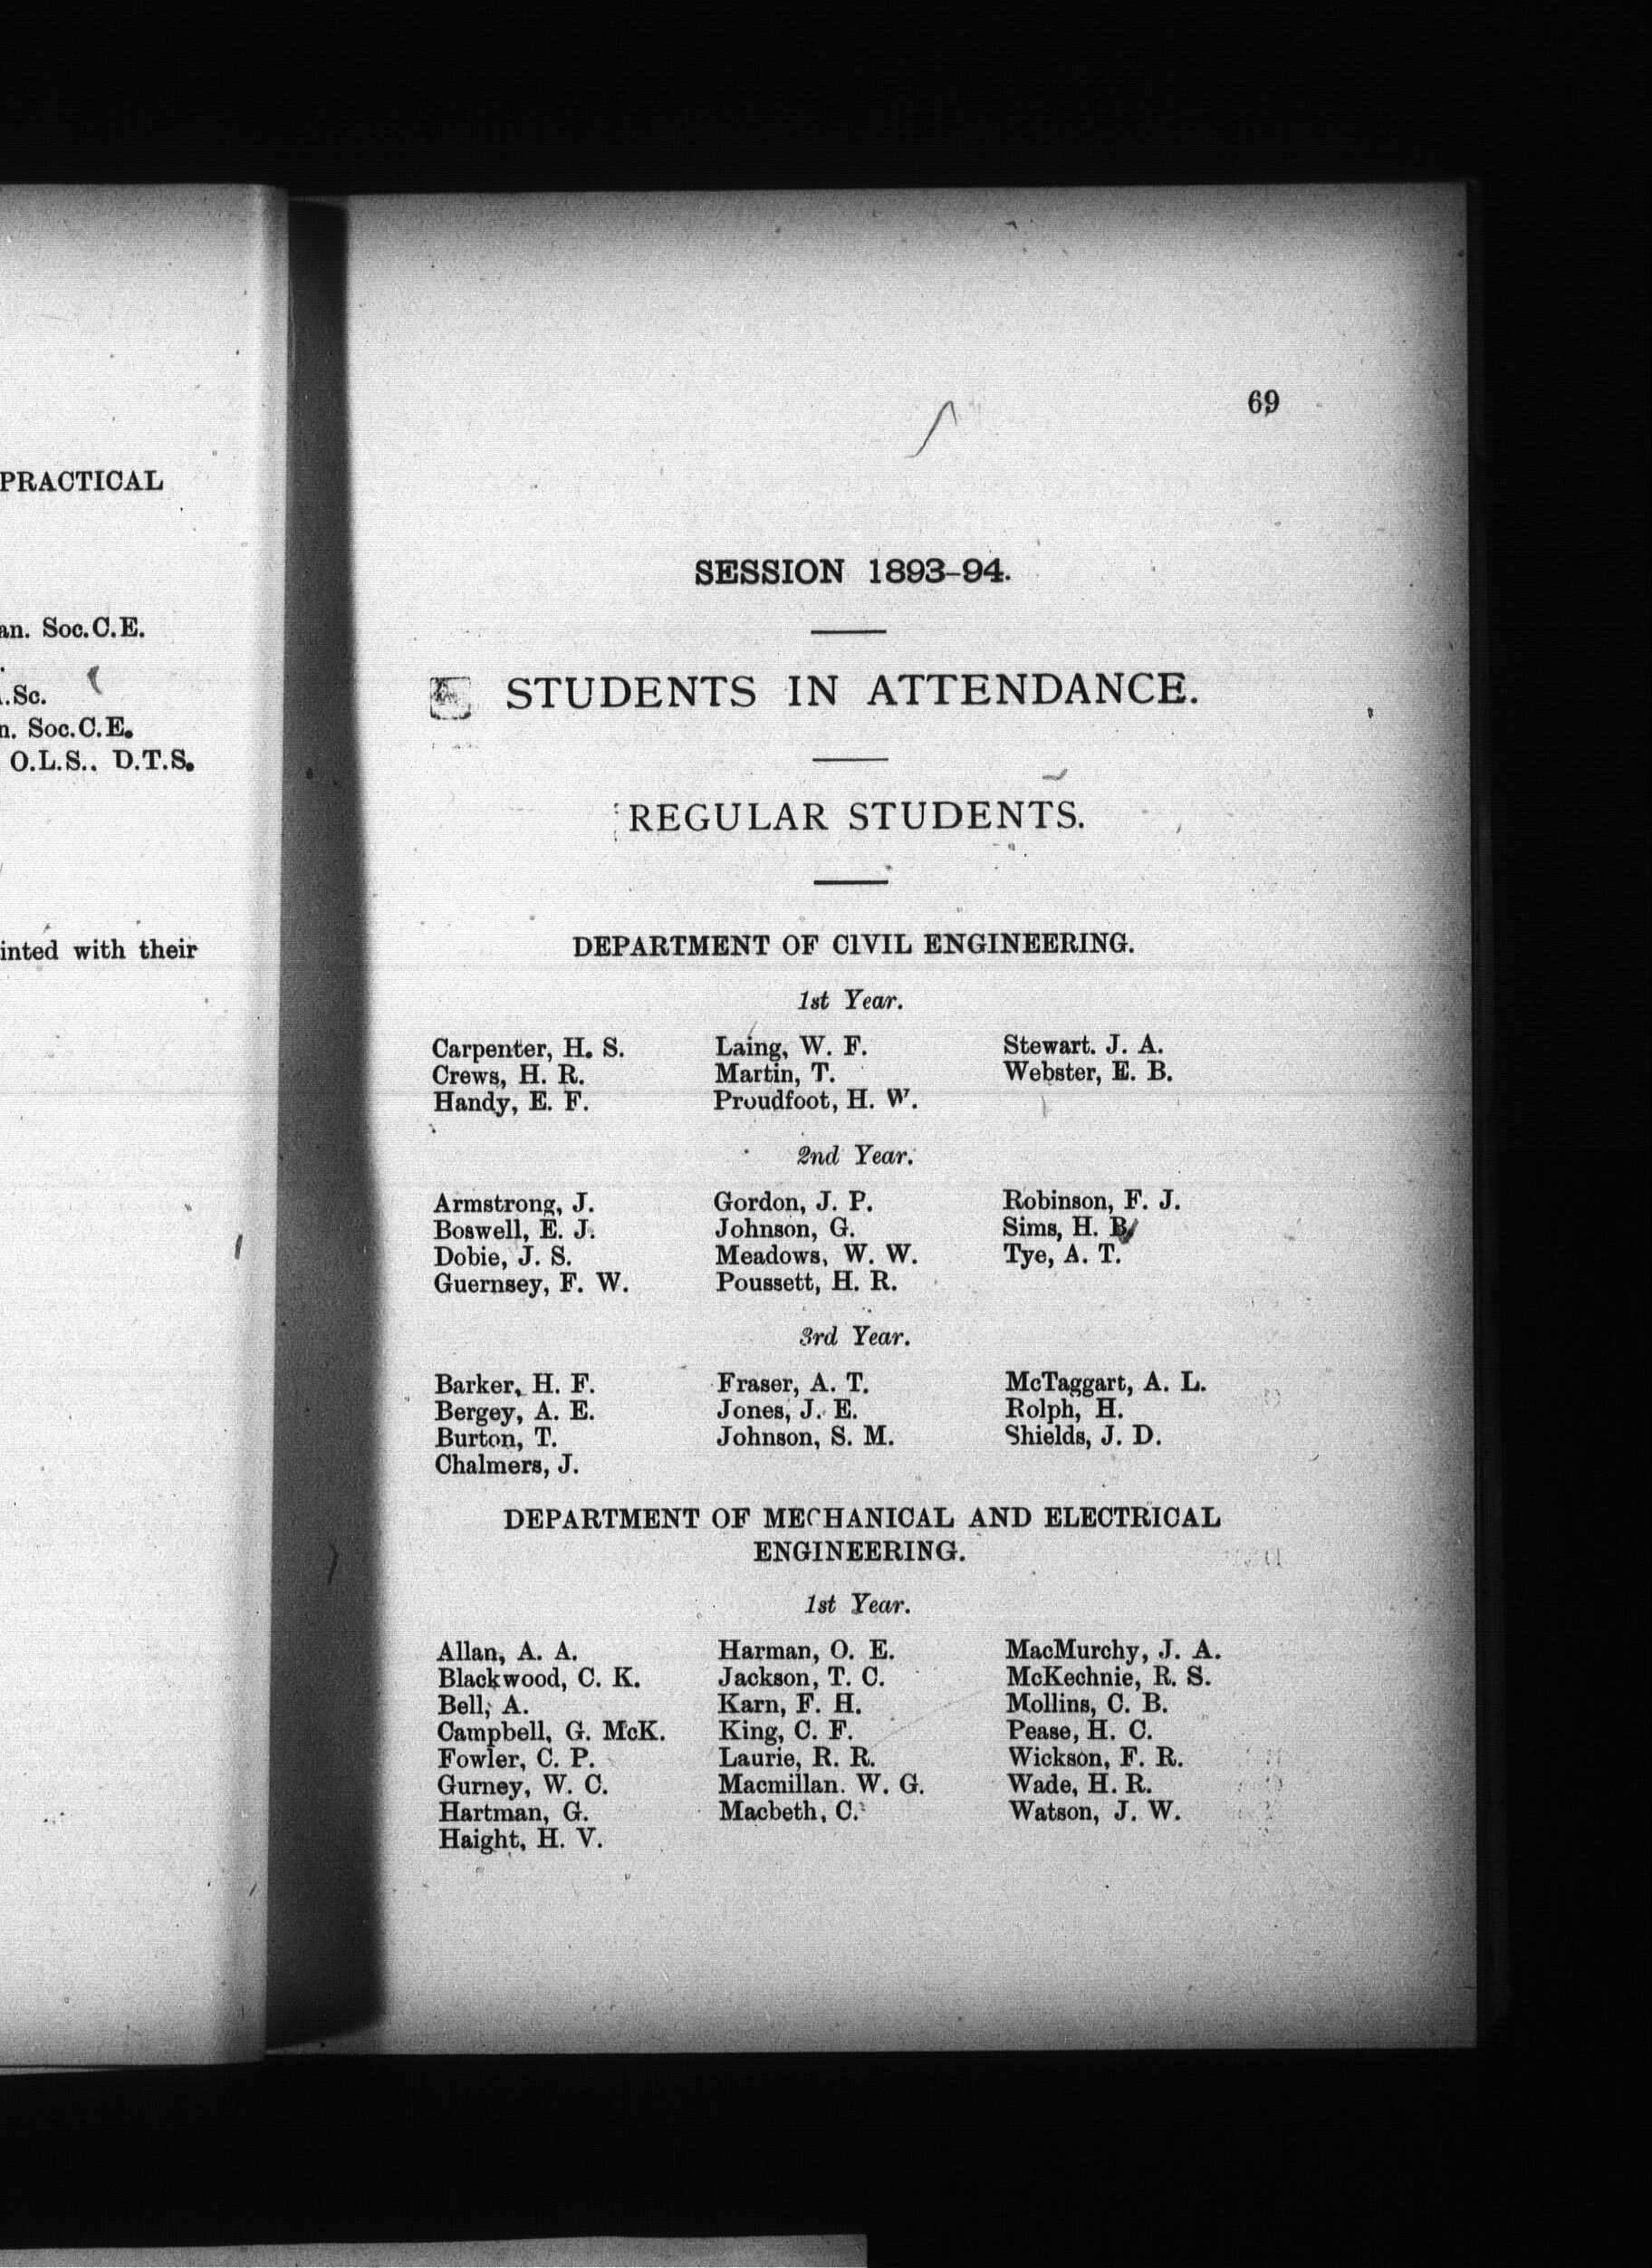 PRACTICAL
an. Soc.C.E.
.Sc.
n. Soc.C.E.
O.L.S.. D.T.S.
inted with their
69
SESSION 1893-94.
STUDENTS IN ATTENDANCE.
REGULAR STUDENTS.
DEPARTMENT OF CIVIL ENGINEERING.
1st Year.
Carpenter, H. S. Laing, W. F. Stewart. J. A.
Crews, H. R. Martin, T. Webster, E. B.
Handy, E. F. Proudfoot, H. W.
2nd Year.
Armstrong, J. Gordon, J. P. Robinson, F. J.
Boswell, E. J. Johnson, G. Sims, H. B.
Dobie, J. S. Meadows, W. W. Tye, A. T.
Guernsey, F. W. Poussett, H. R.
3rd Year.
Barker, H. F. Fraser, A. T. McTaggart, A. L.
Bergey, A. E. Jones, J. E. Rolph, H.
Burton, T. Johnson, S. M. Shields, J. D.
Chalmers, J.
DEPARTMENT OF MECHANICAL AND ELECTRICAL
ENGINEERING.
1st Year.
Allan, A. A. Harman, O. E. MacMurchy, J. A.
Blackwood, C. K. Jackson, T. C. McKechnie, R. S.
Bell, A. Karn, F. H. Mollins, C. B.
Campbell, G. McK. King, C. F. Pease, H. C.
Fowler, C. P. Laurie, R. R. Wickson, F. R.
Gurney, W. C. Macmillan. W. G. Wade, H. R.
Hartman, G. Macbeth, C. Watson, J. W.
Haight, H. V.